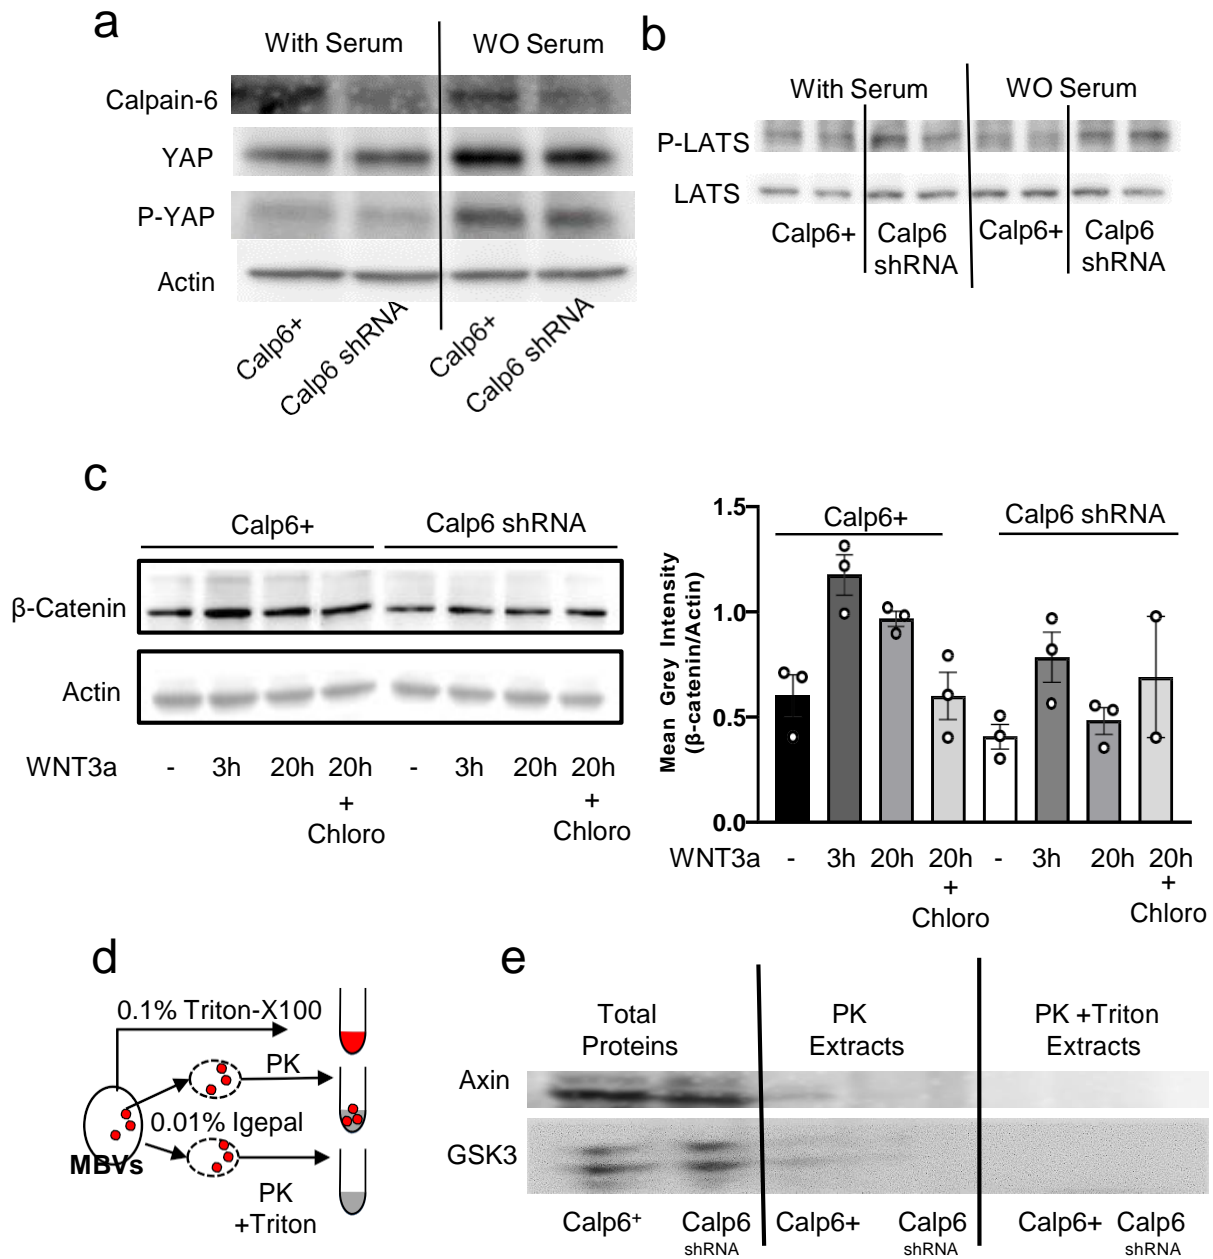 a
With Serum
WO Serum
Calpain-6
YAP
P-YAP
Actin
Calp6+
Calp6 shRNA
Calp6+
Calp6 shRNA
b
With Serum
WO Serum
P-LATS
LATS
Calp6+
Calp6
shRNA
Calp6+
Calp6
shRNA
c
Calp6+
Calp6 shRNA
β-Catenin
Actin
WNT3a - 3h 20h 20h - 3h 20h 20h
+ +
Chloro Chloro
1.5
1.0
0.5
0.0
Mean Grey Intensity
(β-catenin/Actin)
Calp6+
Calp6 shRNA
WNT3a - 3h 20h 20h - 3h 20h 20h
+ +
Chloro Chloro
d
0.1% Triton-X100
PK
0.01% Igepal
MBVs
PK
+Triton
e
Total
Proteins
PK
Extracts
PK +Triton
Extracts
Axin
GSK3
Calp6+
Calp6
shRNA
Calp6+
Calp6
shRNA
Calp6+
Calp6
shRNA